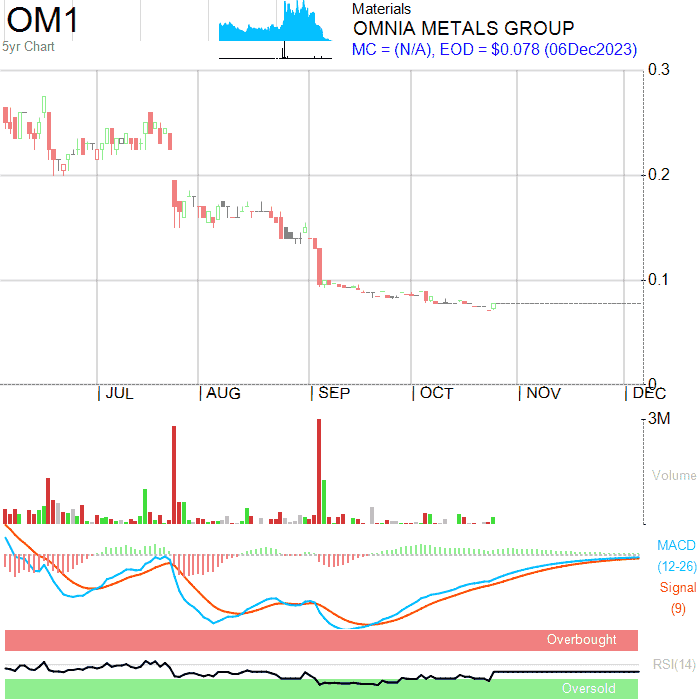 OM1
5yr Chart
Materials
OMNIA METALS GROUP
MC = (N/A), EOD = $0.078 (06Dec2023)
0.3
0.2
0.1
0
JUL AUG SEP OCT NOV DEC
3M
Volume
MACD
(12-26)
Signal
(9)
Overbought
RSI(14)
Oversold